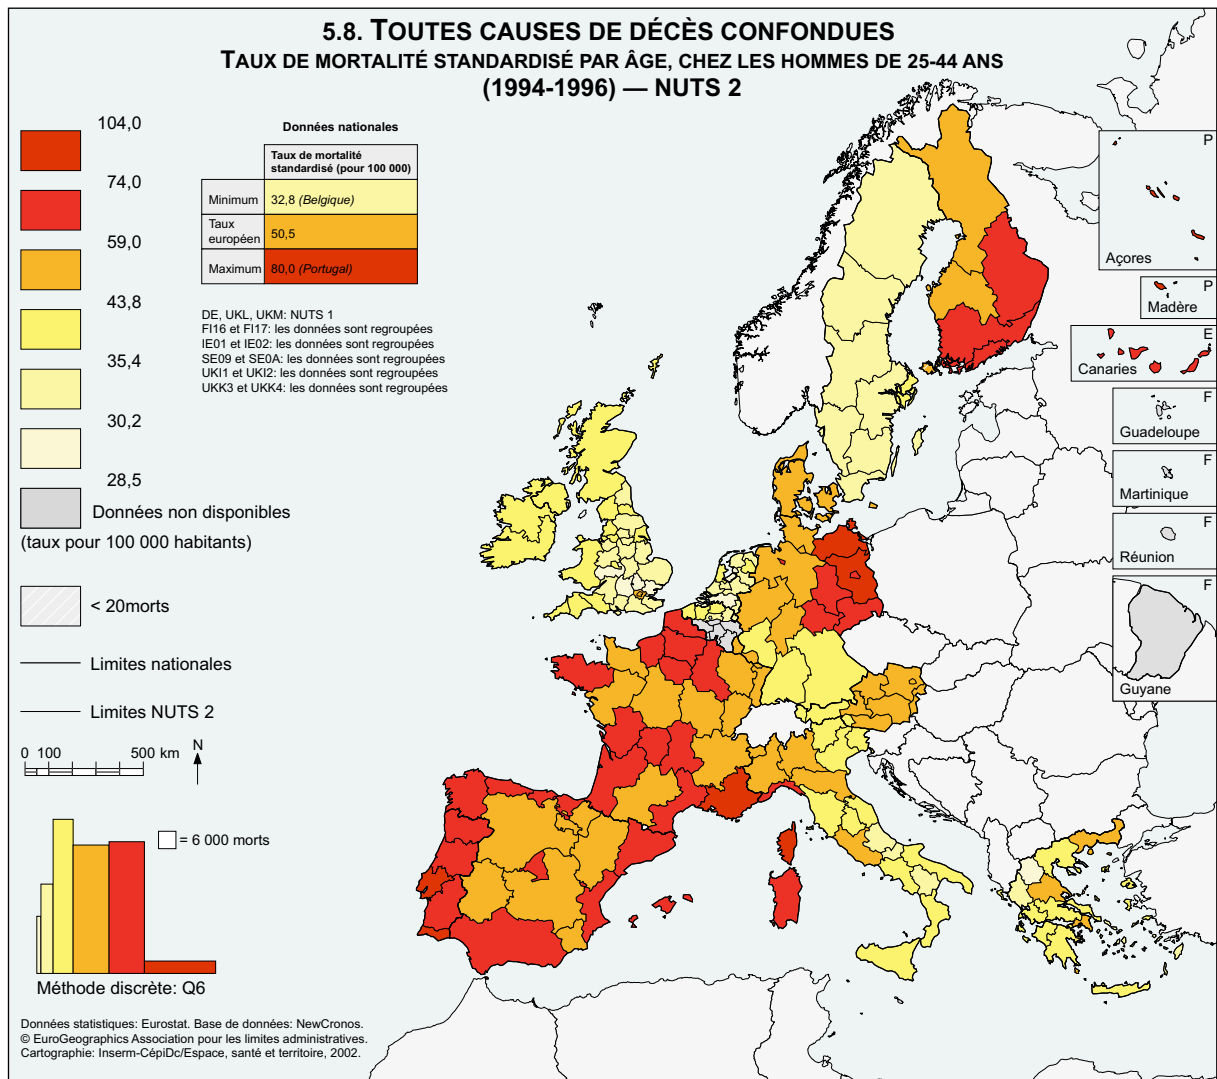 5.8. TOUTES CAUSES DE DÉCÈS CONFONDUES
TAUX DE MORTALITÉ STANDARDISÉ PAR ÂGE, CHEZ LES HOMMES DE 25-44 ANS
(1994-1996) — NUTS 2
104,0
74,0
59,0
43,8
35,4
30,2
28,5
Données non disponibles
(taux pour 100 000 habitants)
< 20morts
Limites nationales
Limites NUTS 2
0 100 500 km
N
Données nationales
Taux de mortalité
standardisé (pour 100 000)
Minimum 32,8 (Belgique)
Taux
européen 50,5
Maximum 80,0 (Portugal)
DE, UKL, UKM: NUTS 1
FI16 et FI17: les données sont regroupées
IE01 et IE02: les données sont regroupées
SE09 et SE0A: les données sont regroupées
UKI1 et UKI2: les données sont regroupées
UKK3 et UKK4: les données sont regroupées
P
Açores
P
Madère
E
Canaries
F
Guadeloupe
F
Martinique
F
Réunion
F
Guyane
= 6 000 morts
Méthode discrète: Q6
Données statistiques: Eurostat. Base de données: NewCronos.
© EuroGeographics Association pour les limites administratives.
Cartographie: Inserm-CépiDc/Espace, santé et territoire, 2002.